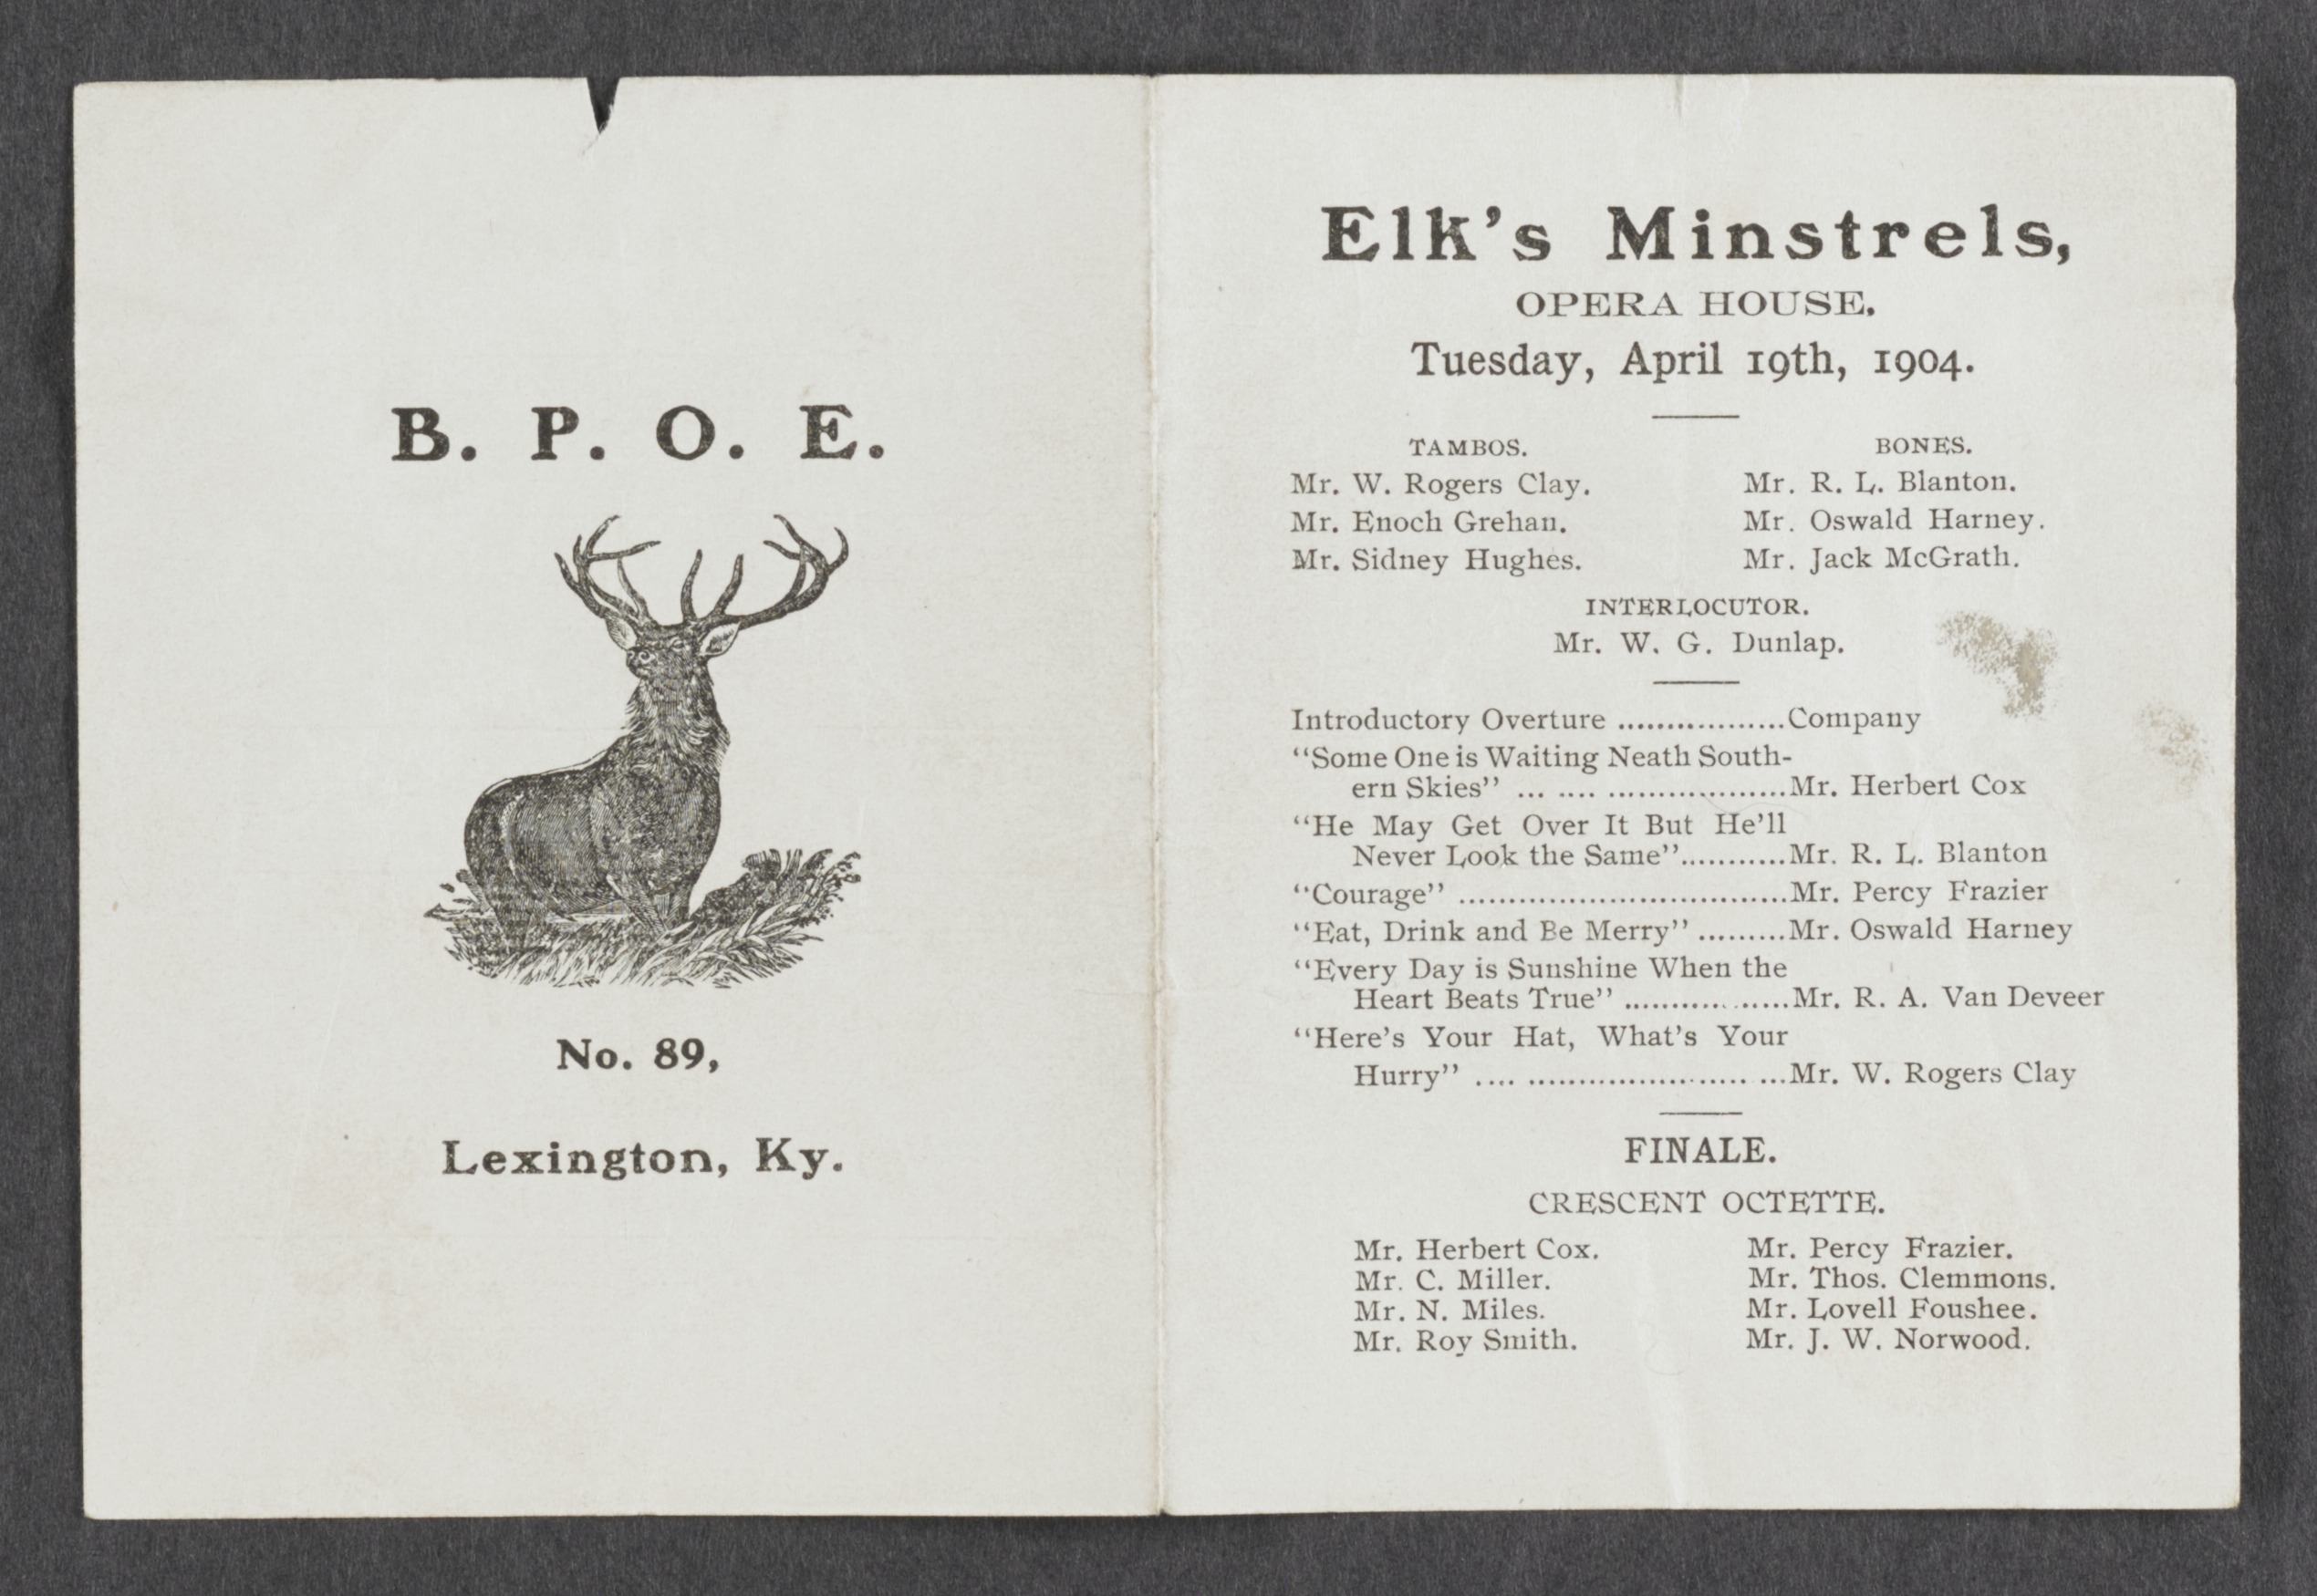 B. P. O. E.
No. 89,
Lexington, Ky.
Elk's Minstrels,
OPERA HOUSE.
Tuesday, April 19th, 1904.
TAMBOS. BONES.
Mr. W. Rogers Clay. Mr. R. L. Blanton.
Mr. Enoch Grehan. Mr. Oswald Harney.
Mr. Sidney Hughes. Mr. Jack McGrath.
INTERLOCUTOR.
Mr. W. G. Dunlap.
Introductory Overture .................Company
"Some One is Waiting Neath South-
ern Skies" ... .... ..................Mr. Herbert Cox
"He May Get Over It But He'll
Never Look the Same"...........Mr. R. L. Blanton
"Courage" .................................Mr. Percy Frazier
"Eat, Drink and Be Merry" .........Mr. Oswald Harney
"Every Day is Sunshine When the
Heart Beats True" .................Mr. R. A. Van Deveer
"Here's Your Hat, What's Your
Hurry" .... ...................... ...Mr. W. Rogers Clay
FINALE.
CRESCENT OCTETTE.
Mr. Herbert Cox. Mr. Percy Frazier.
Mr. C. Miller. Mr. Thos. Clemmons.
Mr. N. Miles. Mr. Lovell Foushee.
Mr. Roy Smith. Mr. J. W. Norwood.